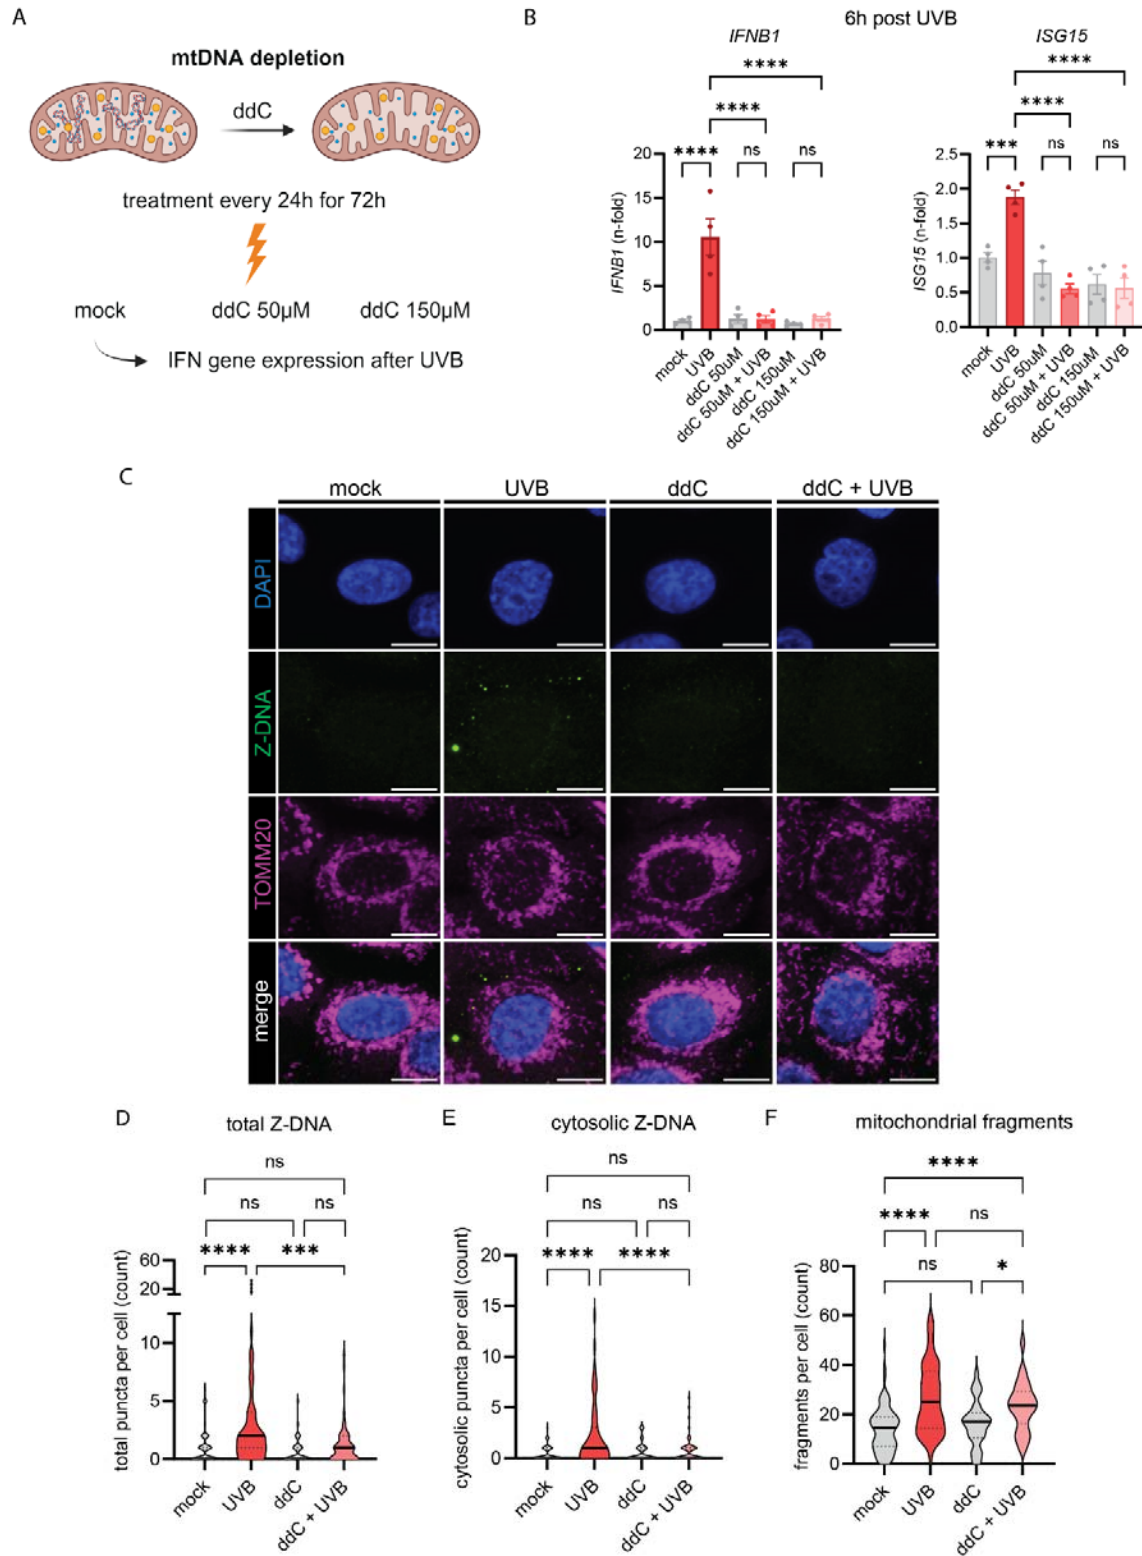 A
mtDNA depletion
ddC
treatment every 24h for 72h
mock
ddC 50µM
ddC 150µM
IFN gene expression after UVB
B
6h post UVB
IFNB1
****
****
****
ns
ns
IFNB1 (n-fold)
20
15
10
5
0
mock
UVB
ddC 50uM
ddC 50uM + UVB
ddC 150uM
ddC 150uM + UVB
ISG15
****
****
***
ns
ns
ISG15 (n-fold)
2.5
2.0
1.5
1.0
0.5
0.0
mock
UVB
ddC 50uM
ddC 50uM + UVB
ddC 150uM
ddC 150uM + UVB
C
mock
UVB
ddC
ddC + UVB
DAPI
Z-DNA
TOMM20
merge
D
total Z-DNA
ns
ns
ns
****
***
total puncta per cell (count)
60
20
10
5
0
mock
UVB
ddC
ddC + UVB
E
cytosolic Z-DNA
ns
ns
ns
****
****
cytosolic puncta per cell (count)
20
15
10
5
0
mock
UVB
ddC
ddC + UVB
F
mitochondrial fragments
****
****
ns
ns
*
fragments per cell (count)
80
60
40
20
0
mock
UVB
ddC
ddC + UVB